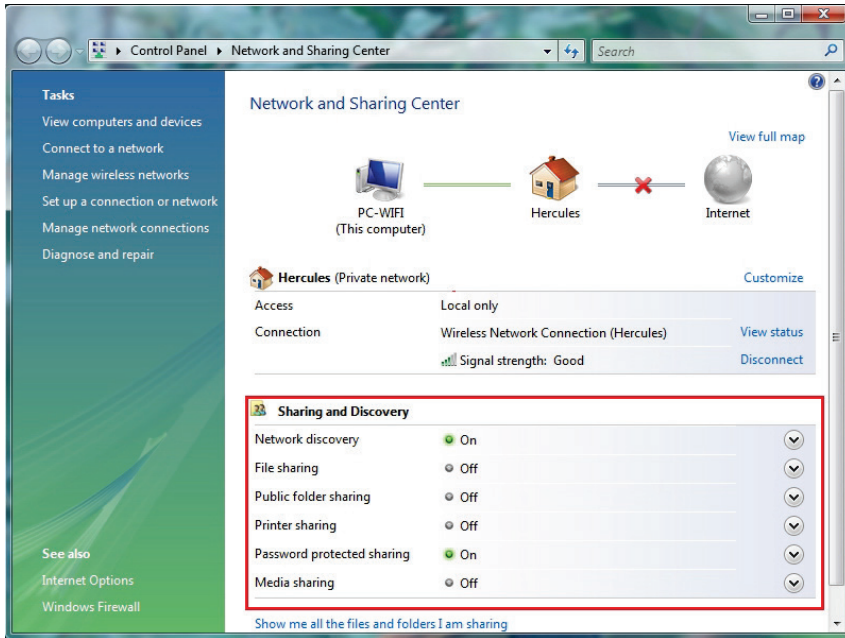 Control Panel ▸ Network and Sharing Center
Search
Tasks
View computers and devices
Connect to a network
Manage wireless networks
Set up a connection or network
Manage network connections
Diagnose and repair
See also
Internet Options
Windows Firewall
Network and Sharing Center
View full map
PC-WIFI
(This computer)
Hercules
Internet
Hercules (Private network)
Customize
Access Local only
Connection Wireless Network Connection (Hercules) View status
Signal strength: Good Disconnect
Sharing and Discovery
Network discovery On
File sharing Off
Public folder sharing Off
Printer sharing Off
Password protected sharing On
Media sharing Off
Show me all the files and folders I am sharing